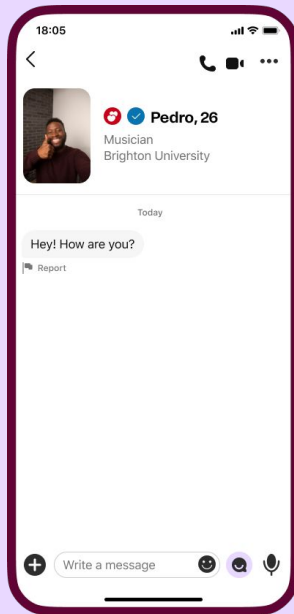 18:05
Pedro, 26
Musician
Brighton University
Today
Hey! How are you?
Report
Write a message